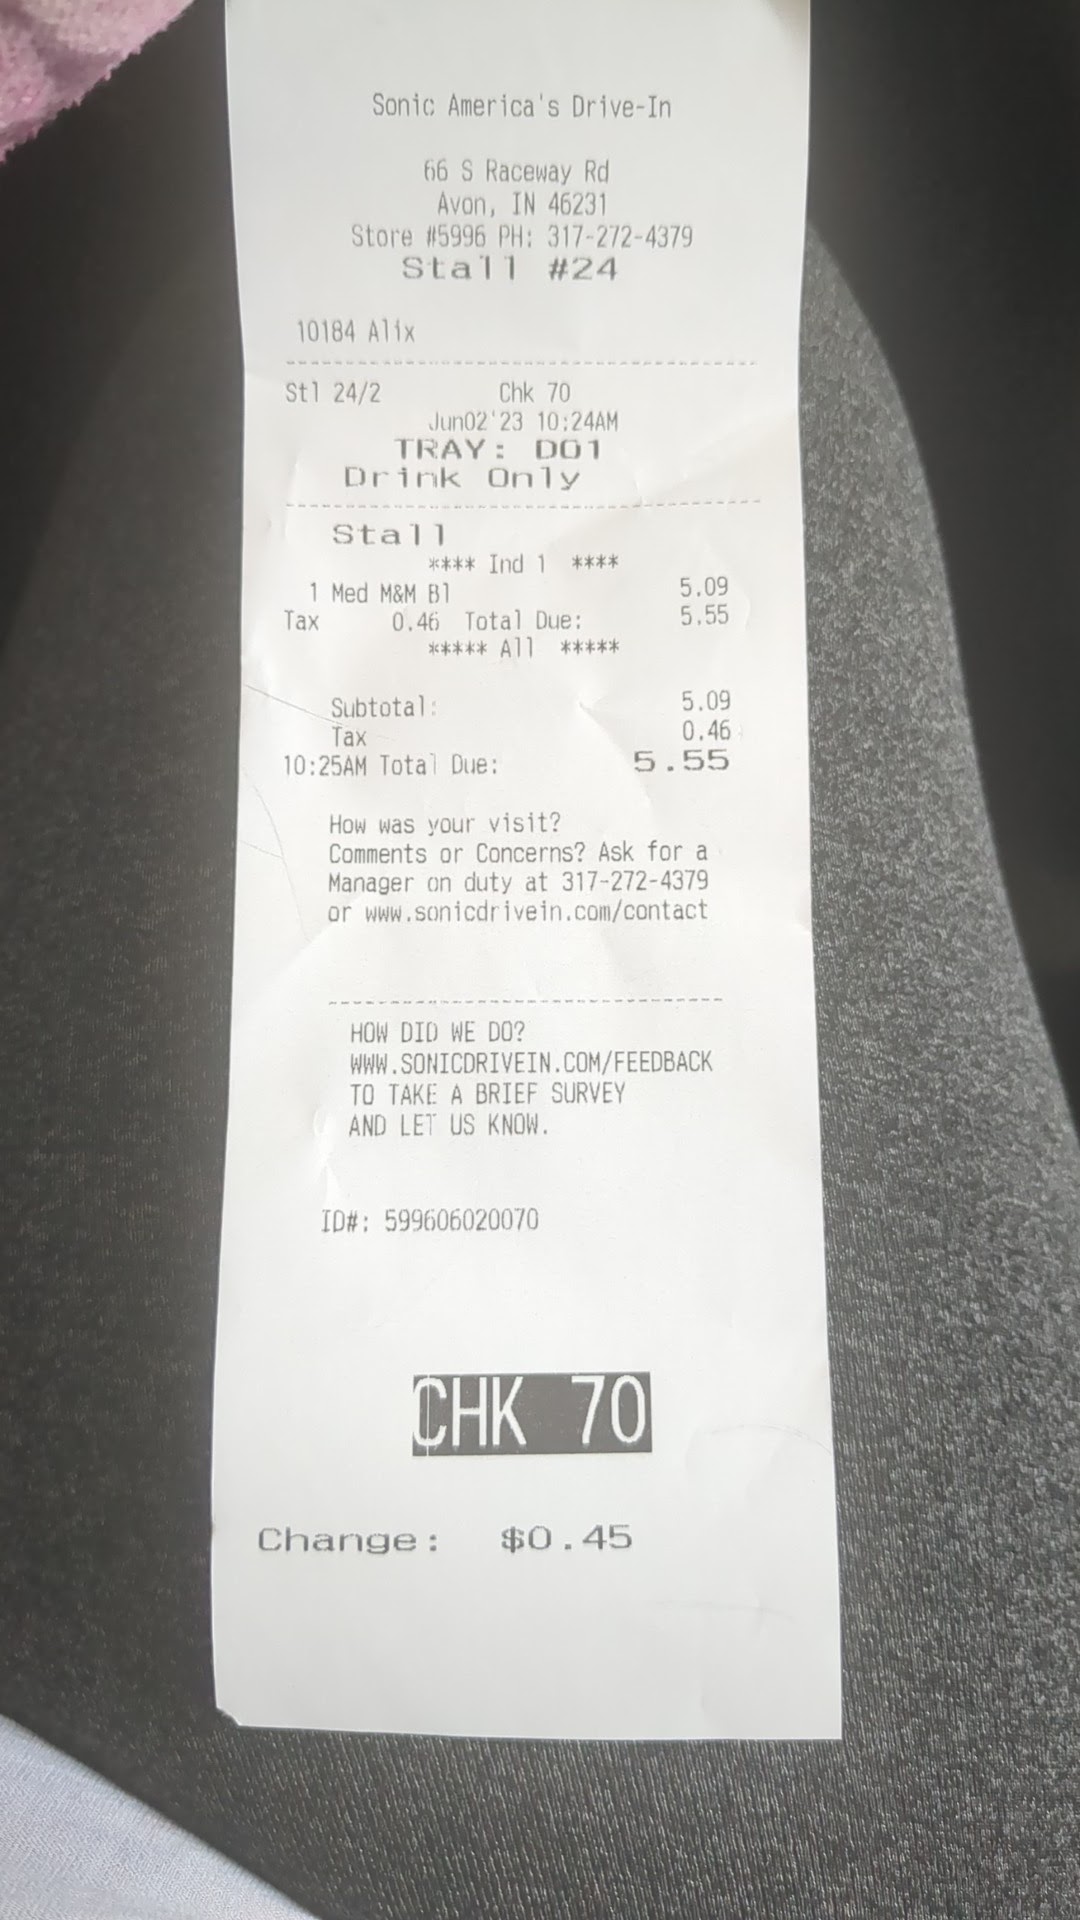 Sonic America's Drive-In
66 S Raceway Rd
Avon, IN 46231
Store #5996 PH: 317-272-4379
Stall #24
10184 Alix
Stl 24/2 Chk 70
Jun02'23 10:24AM
TRAY: D01
Drink Only
Stall
**** Ind 1 ****
1 Med M&M Bl 5.09
Tax 0.46 Total Due: 5.55
***** All *****
Subtotal: 5.09
Tax 0.46
10:25AM Total Due: 5.55
How was your visit?
Comments or Concerns? Ask for a
Manager on duty at 317-272-4379
or www.sonicdrivein.com/contact
HOW DID WE DO?
WWW.SONICDRIVEIN.COM/FEEDBACK
TO TAKE A BRIEF SURVEY
AND LET US KNOW.
ID#: 599606020070
CHK 70
Change: $0.45